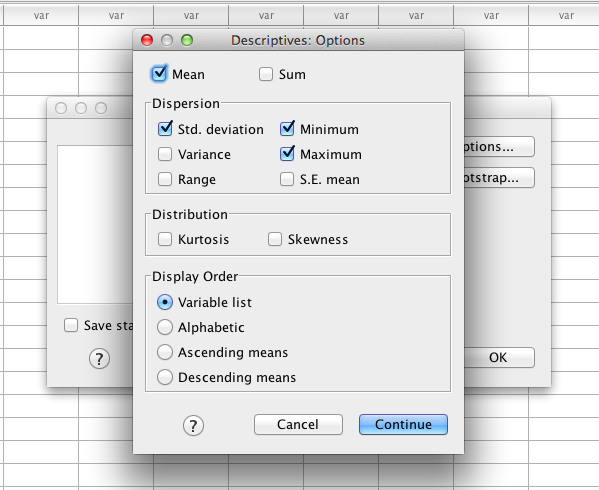 var var var var var var var var
Descriptives: Options
Mean Sum
Dispersion
Std. deviation Minimum
Variance Maximum
Range S.E. mean
Distribution
Kurtosis Skewness
Display Order
Variable list
Alphabetic
Ascending means
Descending means
? Cancel Continue
ptions...
otstrap...
Save sta
? OK